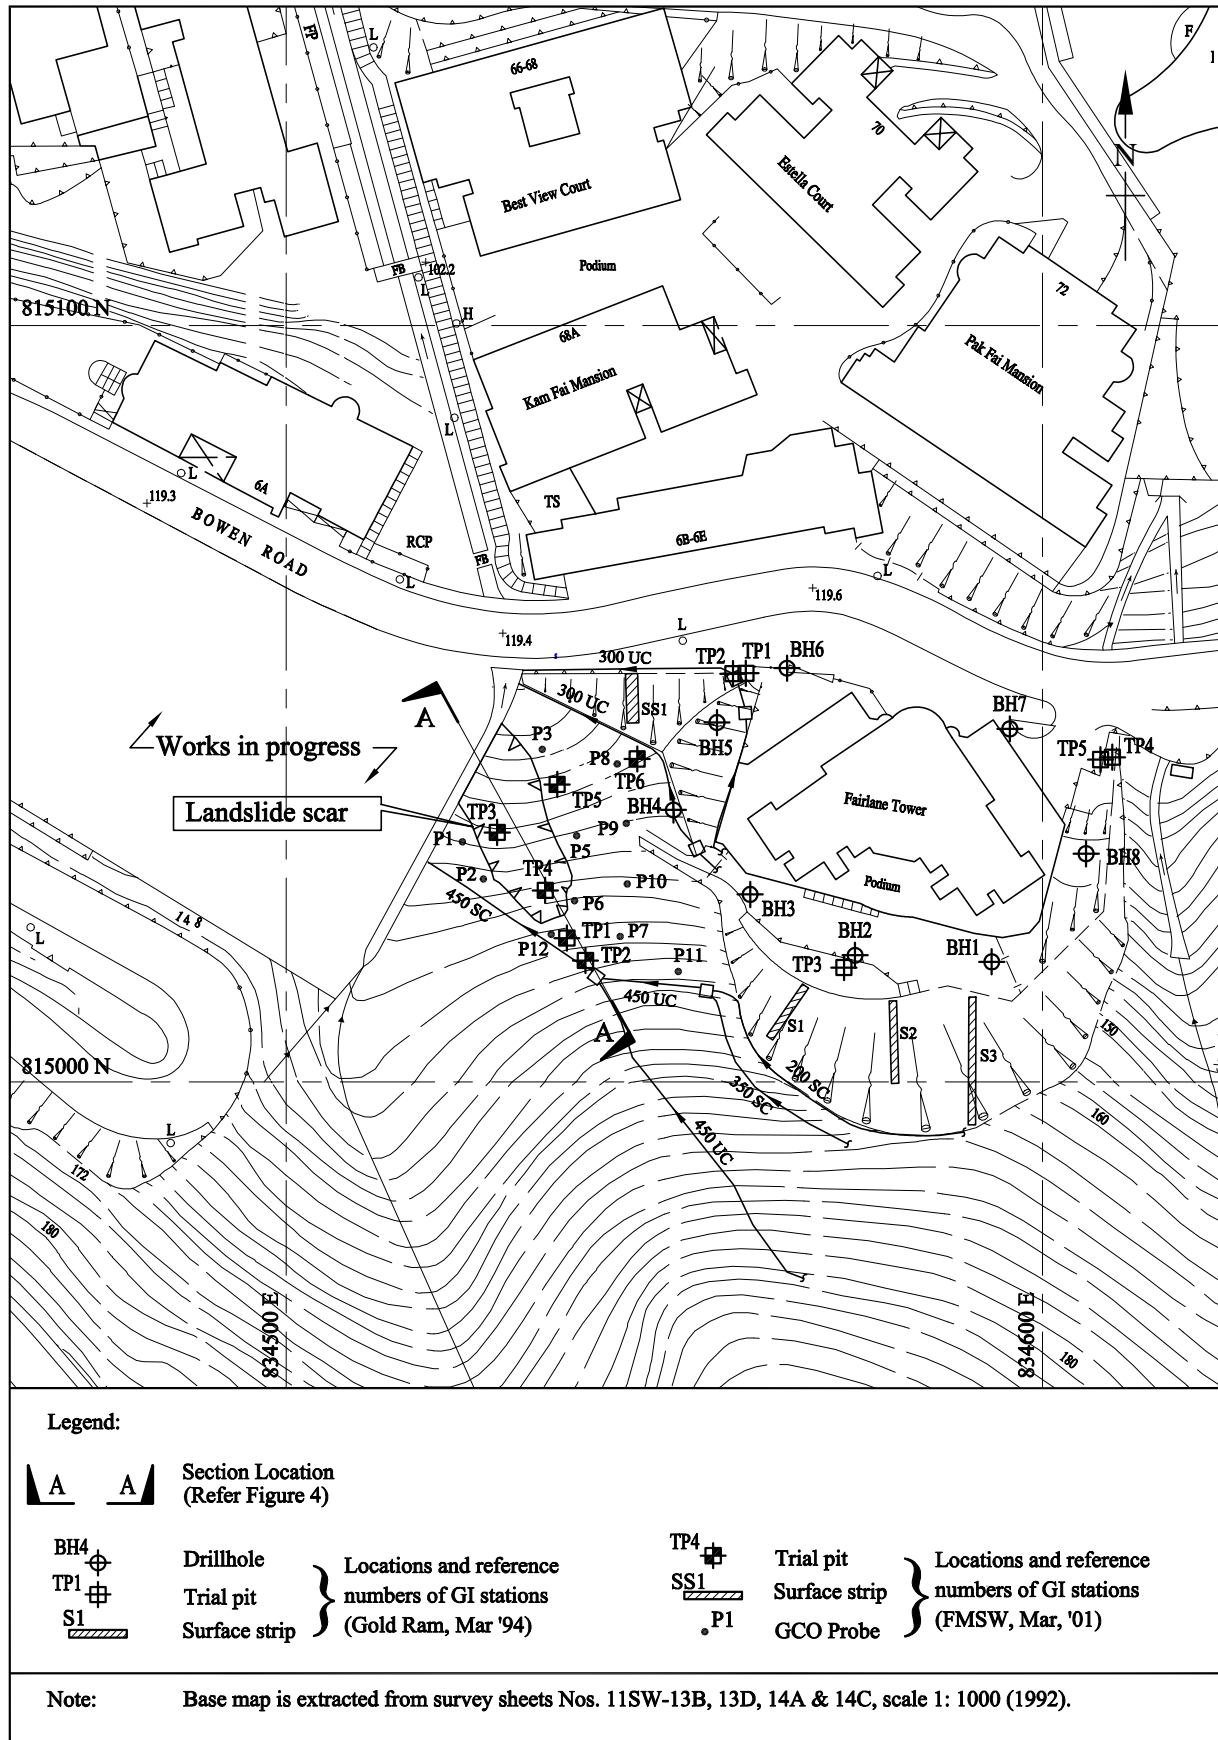 FP
L
66-68
70
F
N
Best View Court
Estella Court
FB
102.2
L
Podium
72
815100 N
H
68A
Kam Fai Mansion
Pak Fai Mansion
L
L
6A
119.3
TS
BOWEN ROAD
RCP
6B-6E
FB
L
L
119.6
119.4
L
300 UC
TP2
TP1
BH6
300 UC
SS1
A
BH7
P3
BH5
TP5
TP4
Works in progress
P8
TP6
TP5
BH4
Fairlane Tower
Landslide scar
TP3
P9
P1
P5
BH8
P2
TP4
P10
Podium
450 SC
P6
BH3
148
L
P12
TP1
P7
BH2
TP2
P11
TP3
BH1
450 UC
A
S1
S2
150
S3
815000 N
200 SC
350 SC
160
L
450 UC
172
180
834500 E
834600 E
180
Legend:
A A
Section Location
(Refer Figure 4)
BH4
Drillhole
TP1
Trial pit
S1
Surface strip
Locations and reference
numbers of GI stations
(Gold Ram, Mar '94)
TP4
Trial pit
SS1
Surface strip
P1
GCO Probe
Locations and reference
numbers of GI stations
(FMSW, Mar, '01)
Note: Base map is extracted from survey sheets Nos. 11SW-13B, 13D, 14A & 14C, scale 1: 1000 (1992).